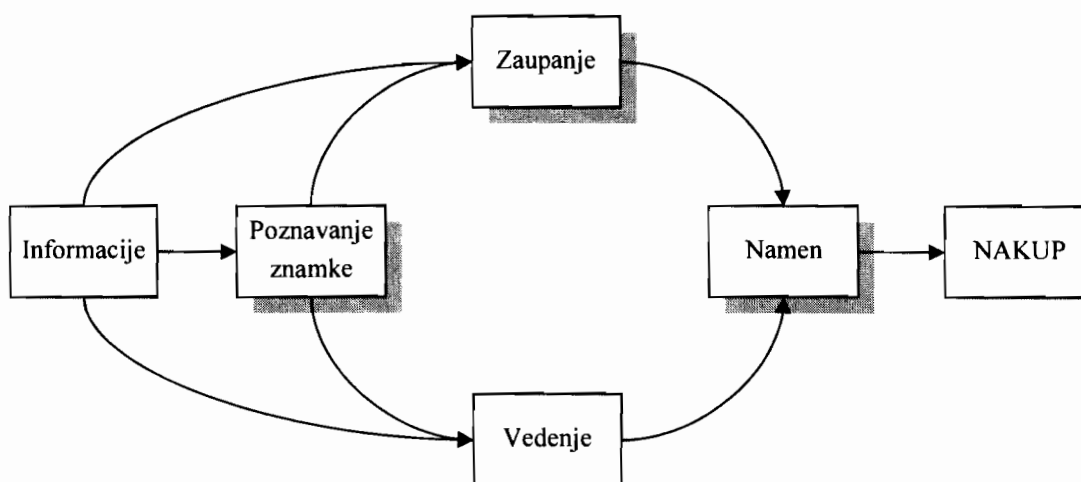 Zaupanje
Informacije
Poznavanje
znamke
Namen
NAKUP
Vedenje